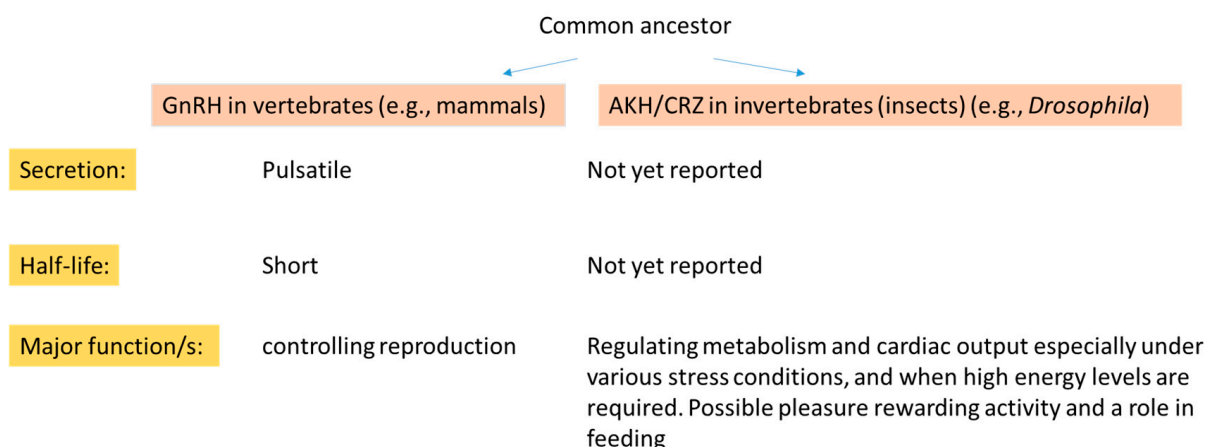 Common ancestor
GnRH in vertebrates (e.g., mammals)
AKH/CRZ in invertebrates (insects) (e.g., Drosophila)
Secretion:
Pulsatile
Not yet reported
Half-life:
Short
Not yet reported
Major function/s:
controlling reproduction
Regulating metabolism and cardiac output especially under
various stress conditions, and when high energy levels are
required. Possible pleasure rewarding activity and a role in
feeding